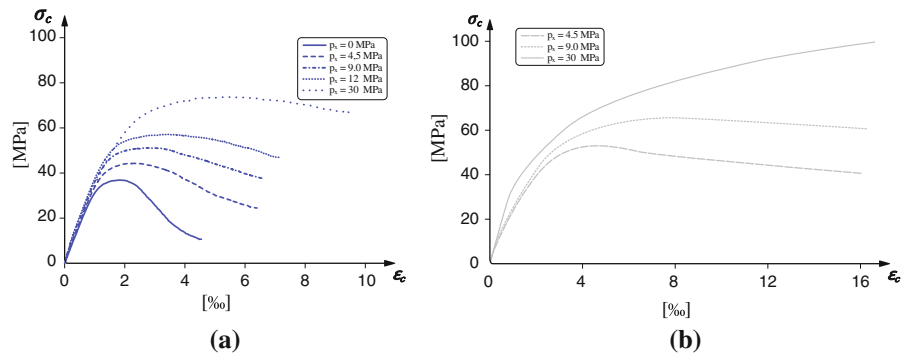 σc
100
80
60
40
20
0
[MPa]
pₓ = 0 MPa
pₓ = 4.5 MPa
pₓ = 9.0 MPa
pₓ = 12 MPa
pₓ = 30 MPa
0 2 4 6 8 10 εc
[‰]
(a)
σc
100
80
60
40
20
0
[MPa]
pₓ = 4.5 MPa
pₓ = 9.0 MPa
pₓ = 30 MPa
0 4 8 12 16 εc
[‰]
(b)